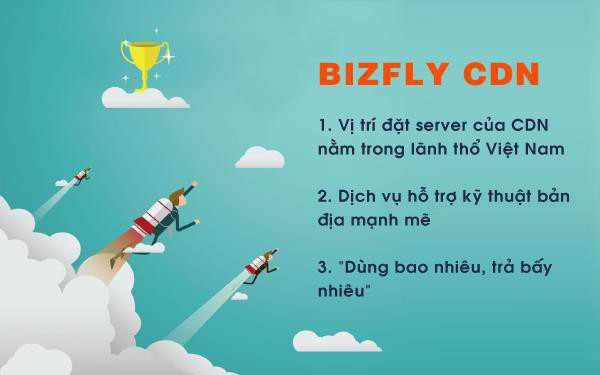 BIZFLY CDN
1. Vị trí đặt server của CDN
nằm trong lãnh thổ Việt Nam
2. Dịch vụ hỗ trợ kỹ thuật bản
địa mạnh mẽ
3. "Dùng bao nhiêu, trả bấy
nhiêu"